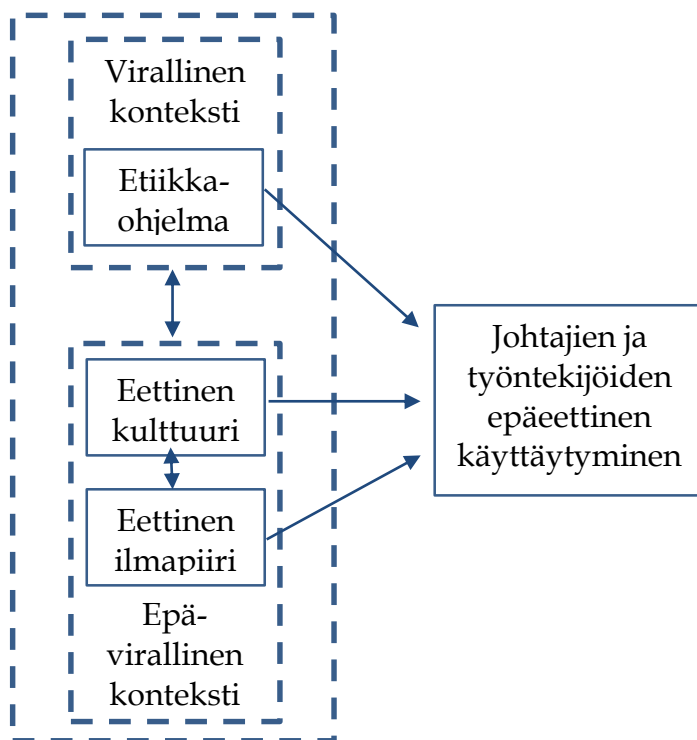 Virallinen
konteksti
Etiikka-
ohjelma
Eettinen
kulttuuri
Eettinen
ilmapiiri
Epä-
virallinen
konteksti
Johtajien ja
työntekijöiden
epäeettinen
käyttäytyminen